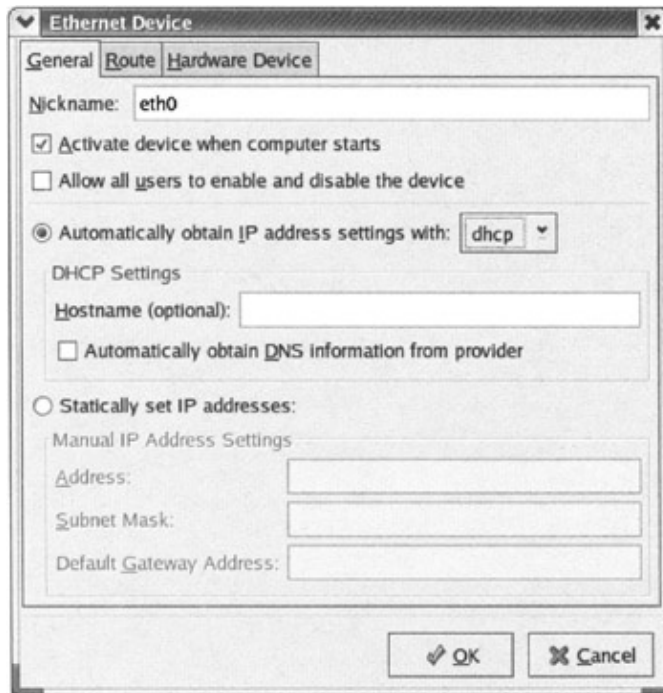 Ethernet Device
General Route Hardware Device
Nickname: eth0
Activate device when computer starts
Allow all users to enable and disable the device
Automatically obtain IP address settings with: dhcp
DHCP Settings
Hostname (optional):
Automatically obtain DNS information from provider
Statically set IP addresses:
Manual IP Address Settings
Address:
Subnet Mask:
Default Gateway Address:
OK Cancel